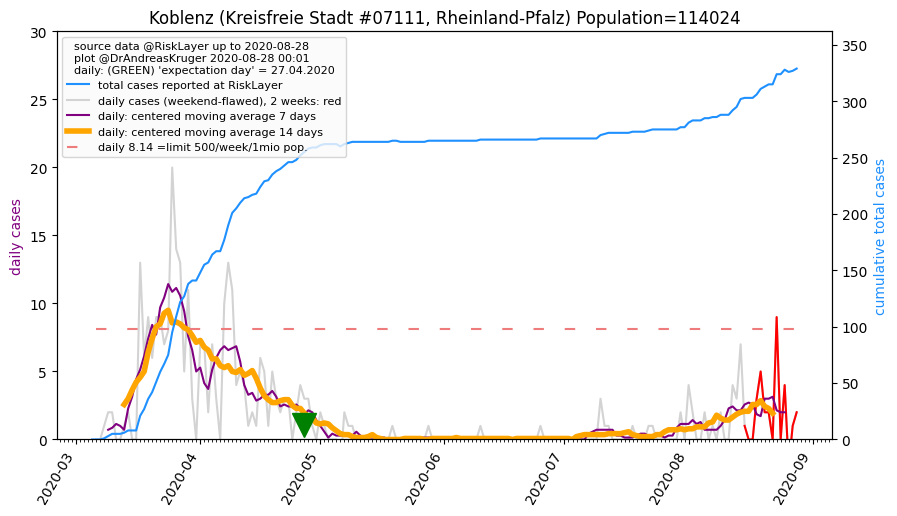 Koblenz (Kreisfreie Stadt #07111, Rheinland-Pfalz) Population=114024
source data @RiskLayer up to 2020-08-28
plot @DrAndreasKruger 2020-08-28 00:01
daily: (GREEN) 'expectation day' = 27.04.2020
total cases reported at RiskLayer
daily cases (weekend-flawed), 2 weeks: red
daily: centered moving average 7 days
daily: centered moving average 14 days
daily 8.14 =limit 500/week/1mio pop.
daily cases
30
25
20
15
10
5
0
cumulative total cases
350
300
250
200
150
100
50
0
2020-03
2020-04
2020-05
2020-06
2020-07
2020-08
2020-09